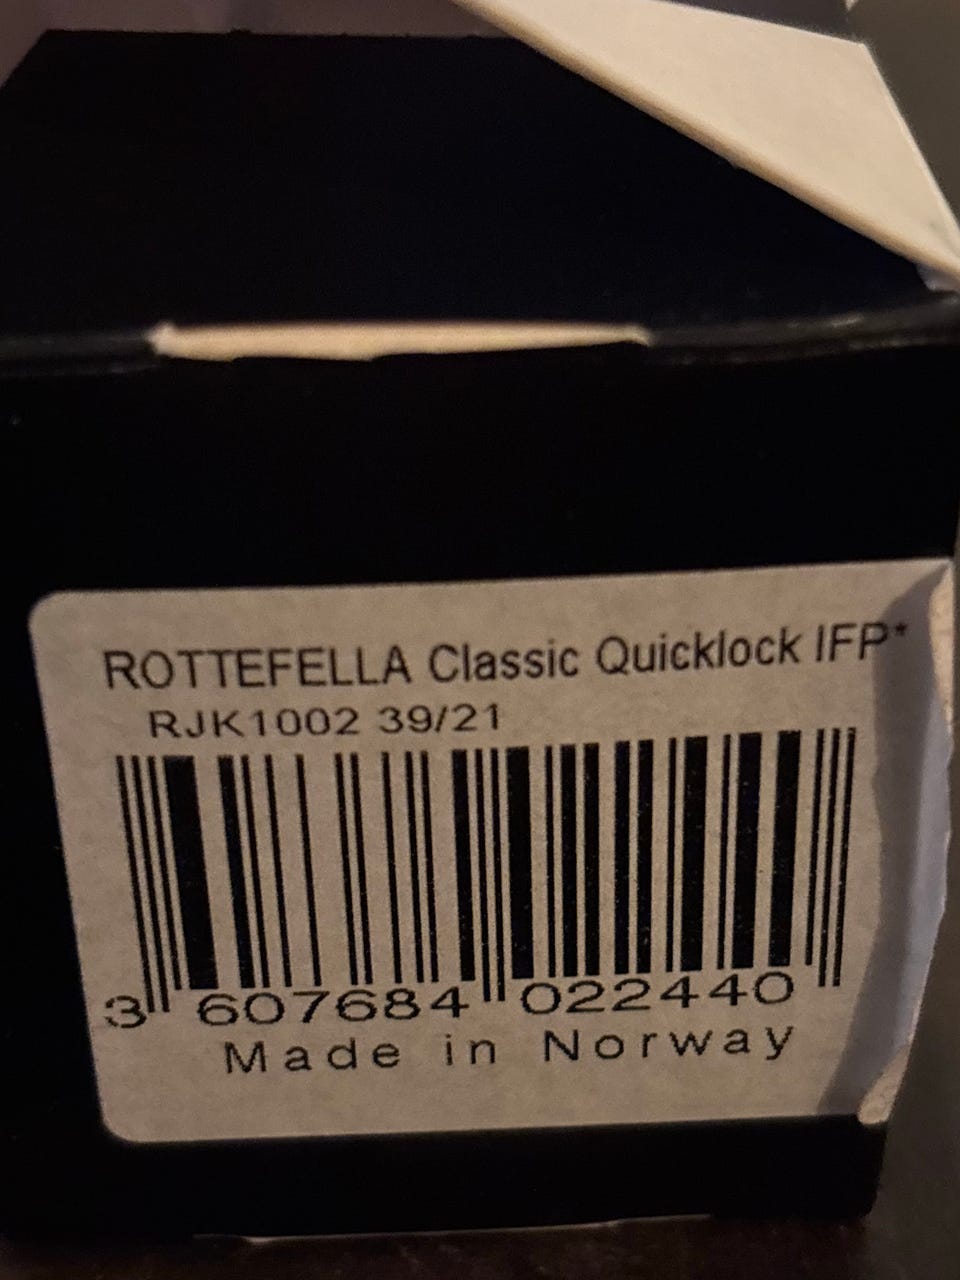 ROTTEFELLA Classic Quicklock IFP*
RJK1002 39/21
3 607684 022440
Made in Norway